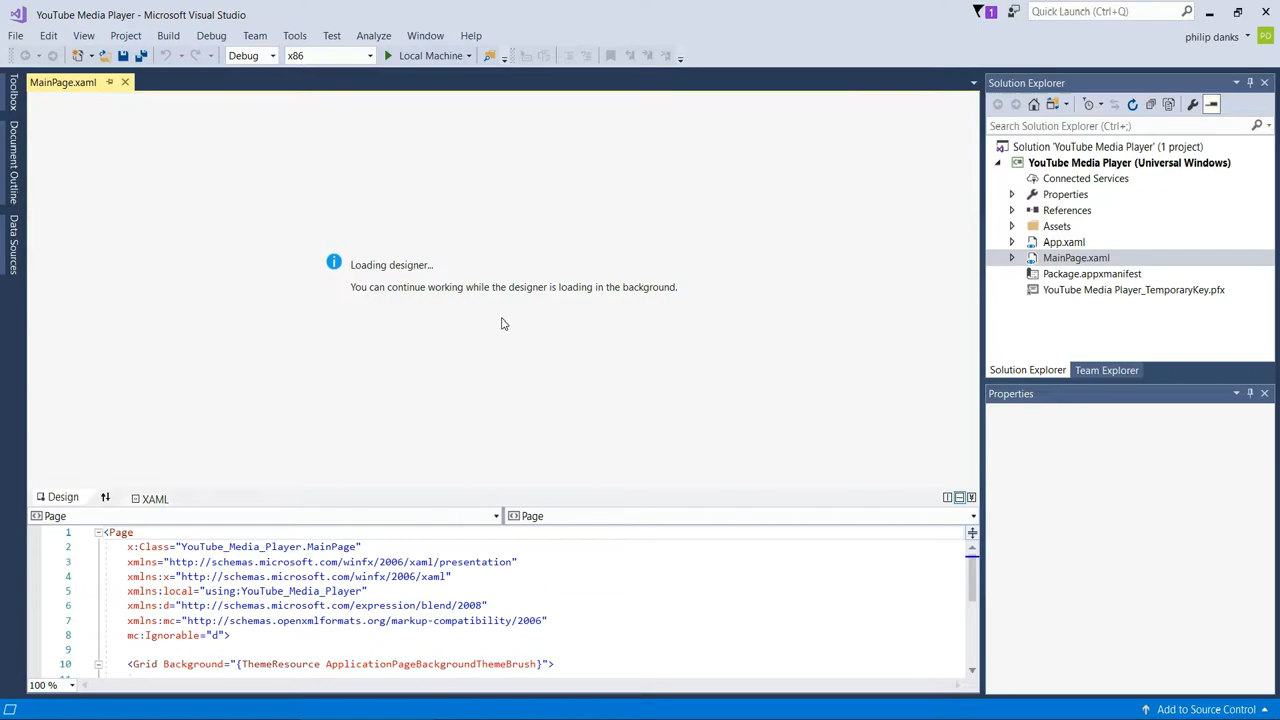 YouTube Media Player - Microsoft Visual Studio
1
Quick Launch (Ctrl+Q)
File Edit View Project Build Debug Team Tools Test Analyze Window Help
philip danks
PD
Debug
x86
Local Machine
MainPage.xaml
Toolbox
Document Outline
Data Sources
Loading designer...
You can continue working while the designer is loading in the background.
Design
XAML
Page
Page
1 <Page
2 x:Class="YouTube_Media_Player.MainPage"
3 xmlns="http://schemas.microsoft.com/winfx/2006/xaml/presentation"
4 xmlns:x="http://schemas.microsoft.com/winfx/2006/xaml"
5 xmlns:local="using:YouTube_Media_Player"
6 xmlns:d="http://schemas.microsoft.com/expression/blend/2008"
7 xmlns:mc="http://schemas.openxmlformats.org/markup-compatibility/2006"
8 mc:Ignorable="d">
9
10 <Grid Background="{ThemeResource ApplicationPageBackgroundThemeBrush}">
100 %
Solution Explorer
Search Solution Explorer (Ctrl+;)
Solution 'YouTube Media Player' (1 project)
YouTube Media Player (Universal Windows)
Connected Services
Properties
References
Assets
App.xaml
MainPage.xaml
Package.appxmanifest
YouTube Media Player_TemporaryKey.pfx
Solution Explorer Team Explorer
Properties
Add to Source Control